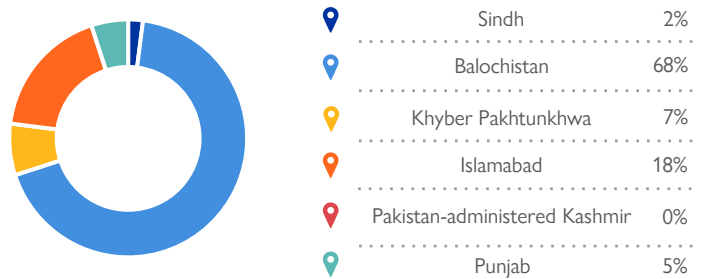 Sindh 2%
Balochistan 68%
Khyber Pakhtunkhwa 7%
Islamabad 18%
Pakistan-administered Kashmir 0%
Punjab 5%